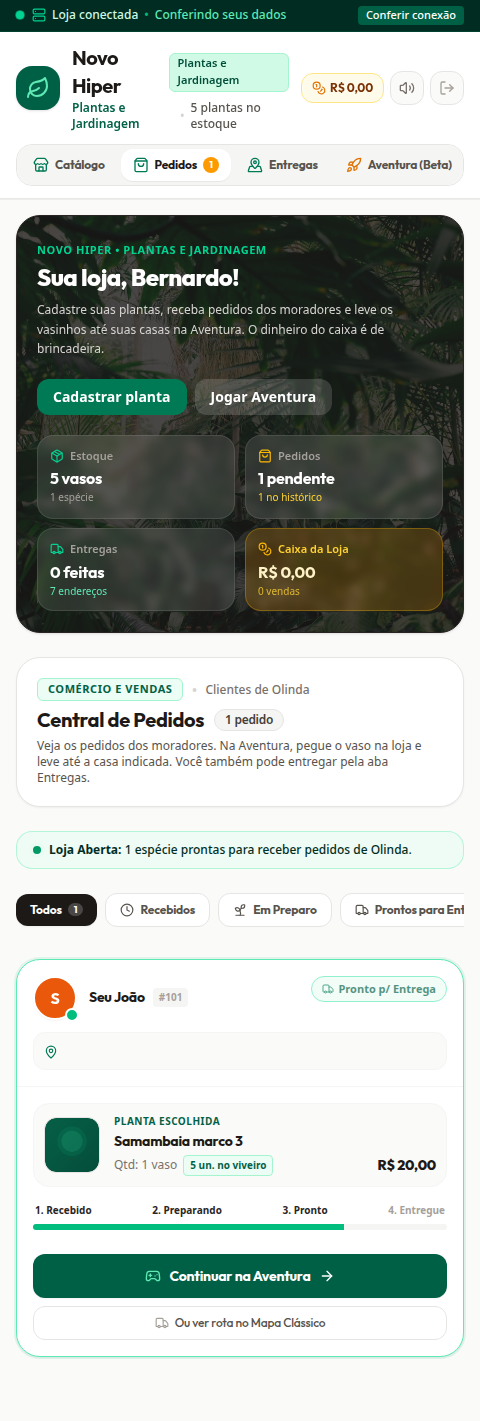 Loja conectada • Conferindo seus dados
Conferir conexão
Novo
Hiper
Plantas e
Jardinagem
Plantas e
Jardinagem
• 5 plantas no
estoque
R$ 0,00
Catálogo
Pedidos 1
Entregas
Aventura (Beta)
NOVO HIPER • PLANTAS E JARDINAGEM
Sua loja, Bernardo!
Cadastre suas plantas, receba pedidos dos moradores e leve os
vasinhos até suas casas na Aventura. O dinheiro do caixa é de
brincadeira.
Cadastrar planta
Jogar Aventura
Estoque
5 vasos
1 espécie
Pedidos
1 pendente
1 no histórico
Entregas
0 feitas
7 endereços
Caixa da Loja
R$ 0,00
0 vendas
COMÉRCIO E VENDAS • Clientes de Olinda
Central de Pedidos 1 pedido
Veja os pedidos dos moradores. Na Aventura, pegue o vaso na loja e
leve até a casa indicada. Você também pode entregar pela aba
Entregas.
Loja Aberta: 1 espécie prontas para receber pedidos de Olinda.
Todos 1
Recebidos
Em Preparo
Prontos para Ent
S
Seu João #101
Pronto p/ Entrega
PLANTA ESCOLHIDA
Samambaia marco 3
Qtd: 1 vaso 5 un. no viveiro
R$ 20,00
1. Recebido 2. Preparando 3. Pronto 4. Entregue
Continuar na Aventura →
Ou ver rota no Mapa Clássico